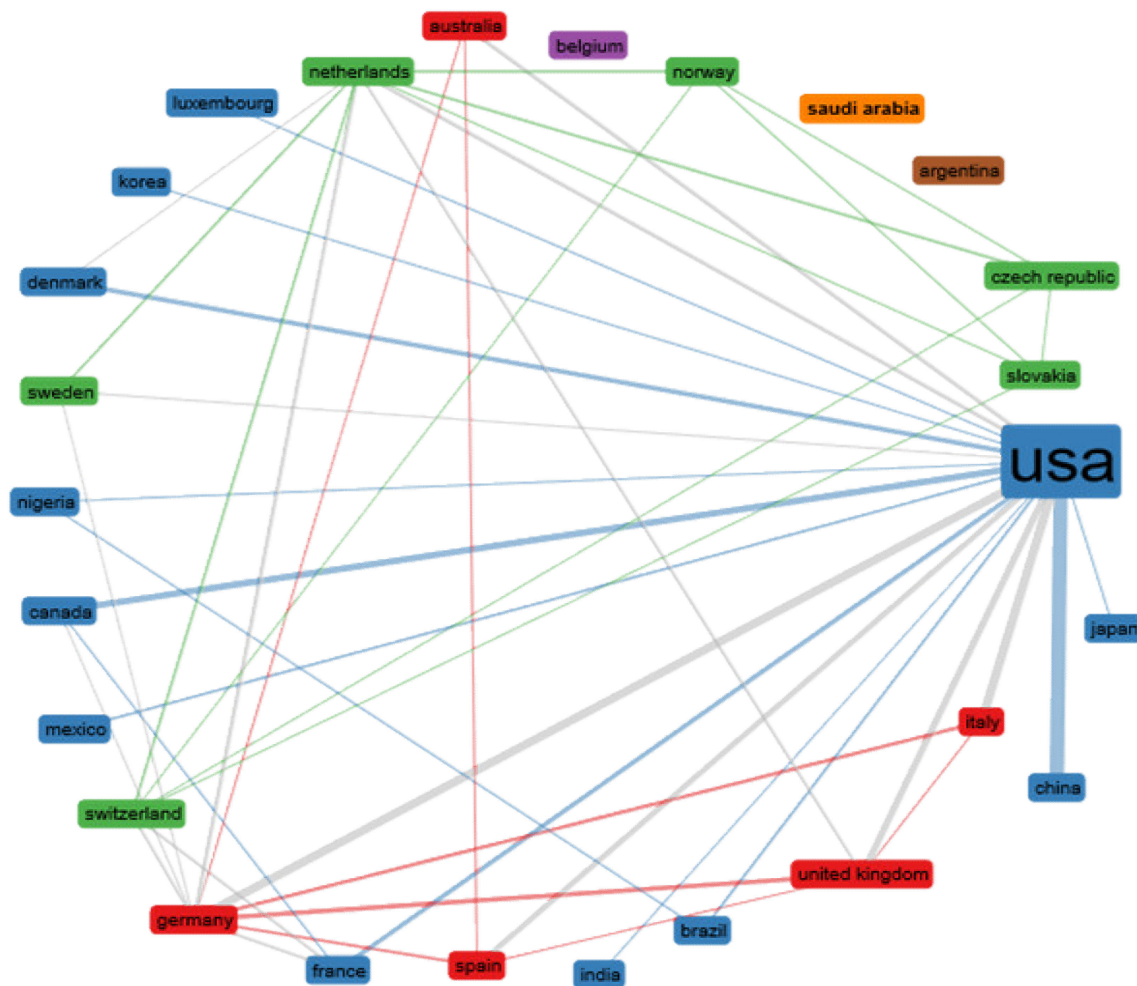 australia
belgium
netherlands
norway
luxembourg
saudi arabia
korea
argentina
denmark
czech republic
sweden
slovakia
usa
nigeria
canada
japan
mexico
italy
china
switzerland
united kingdom
germany
brazil
france
spain
india